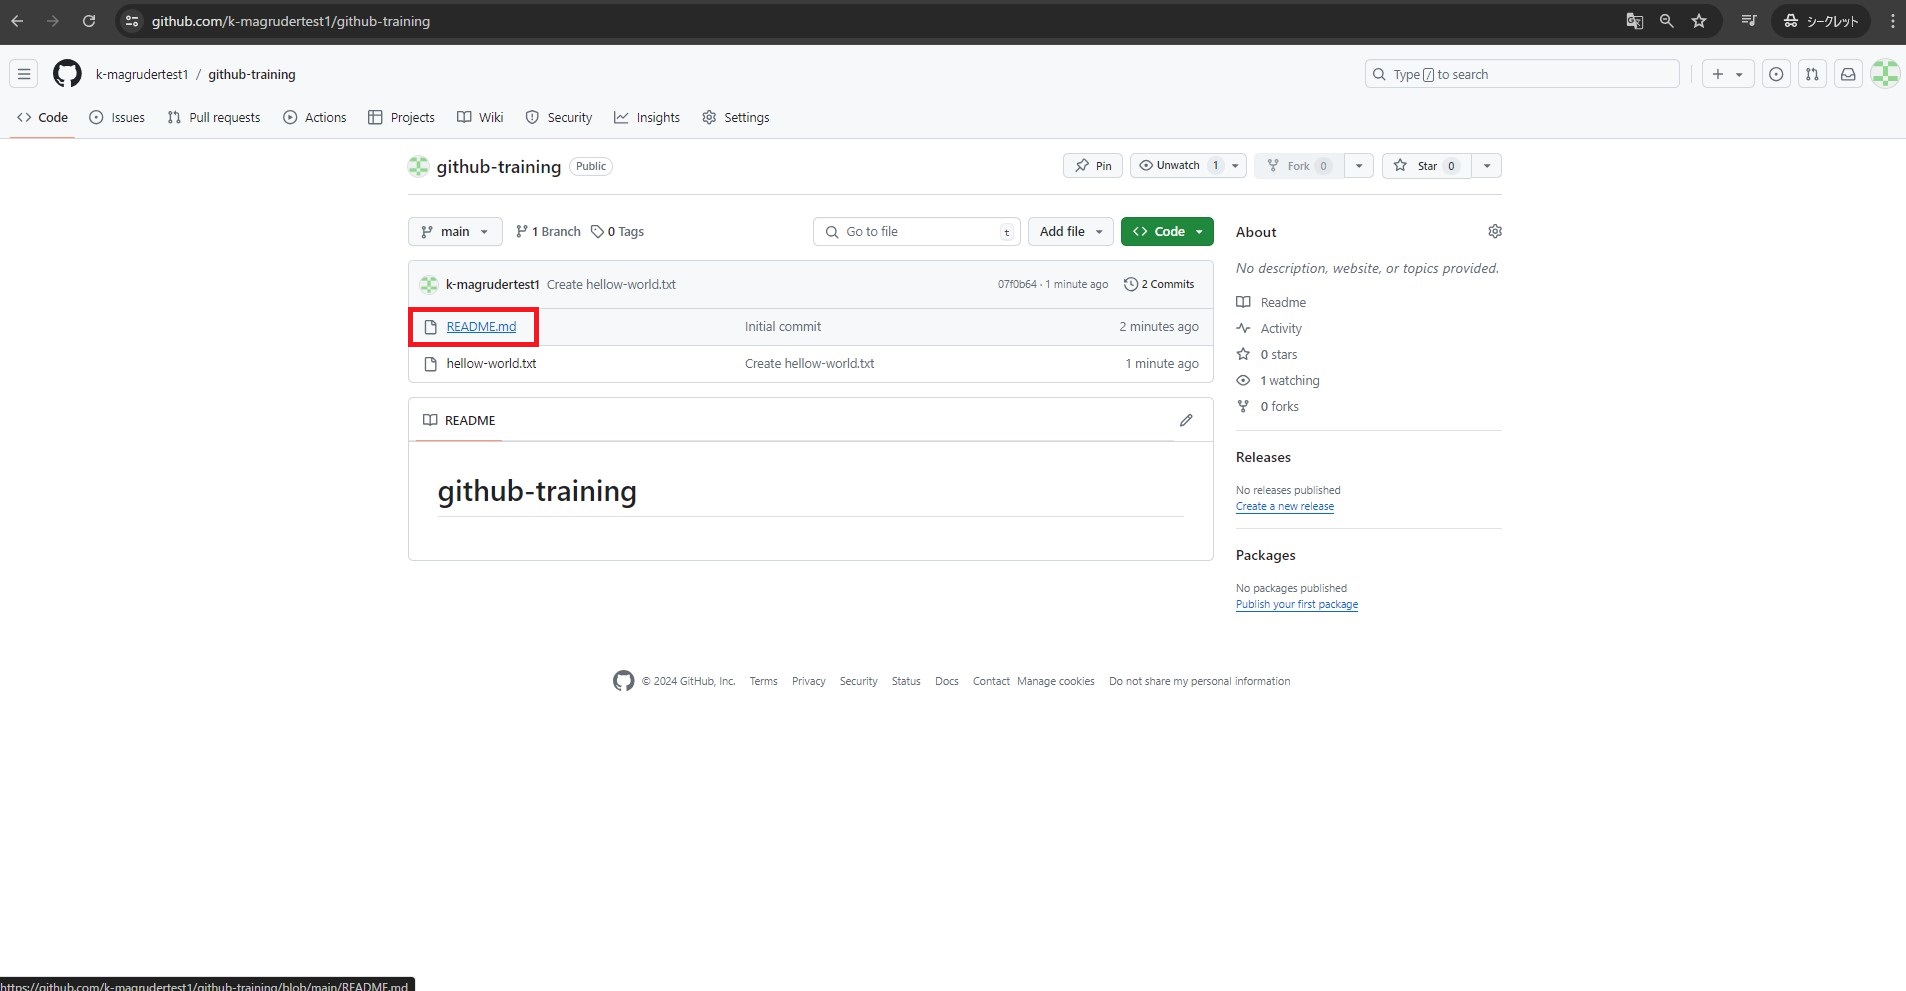 github.com/k-magrudertest1/github-training
シークレット
k-magrudertest1 / github-training
Type / to search
Code Issues Pull requests Actions Projects Wiki Security Insights Settings
github-training Public
Pin Unwatch 1 Fork 0 Star 0
main 1 Branch 0 Tags
Go to file t Add file Code
k-magrudertest1 Create hellow-world.txt 07f0b64 · 1 minute ago 2 Commits
README.md Initial commit 2 minutes ago
hellow-world.txt Create hellow-world.txt 1 minute ago
README
github-training
About
No description, website, or topics provided.
Readme
Activity
0 stars
1 watching
0 forks
Releases
No releases published
Create a new release
Packages
No packages published
Publish your first package
© 2024 GitHub, Inc. Terms Privacy Security Status Docs Contact Manage cookies Do not share my personal information
https://github.com/k-magrudertest1/github-training/blob/main/README.md